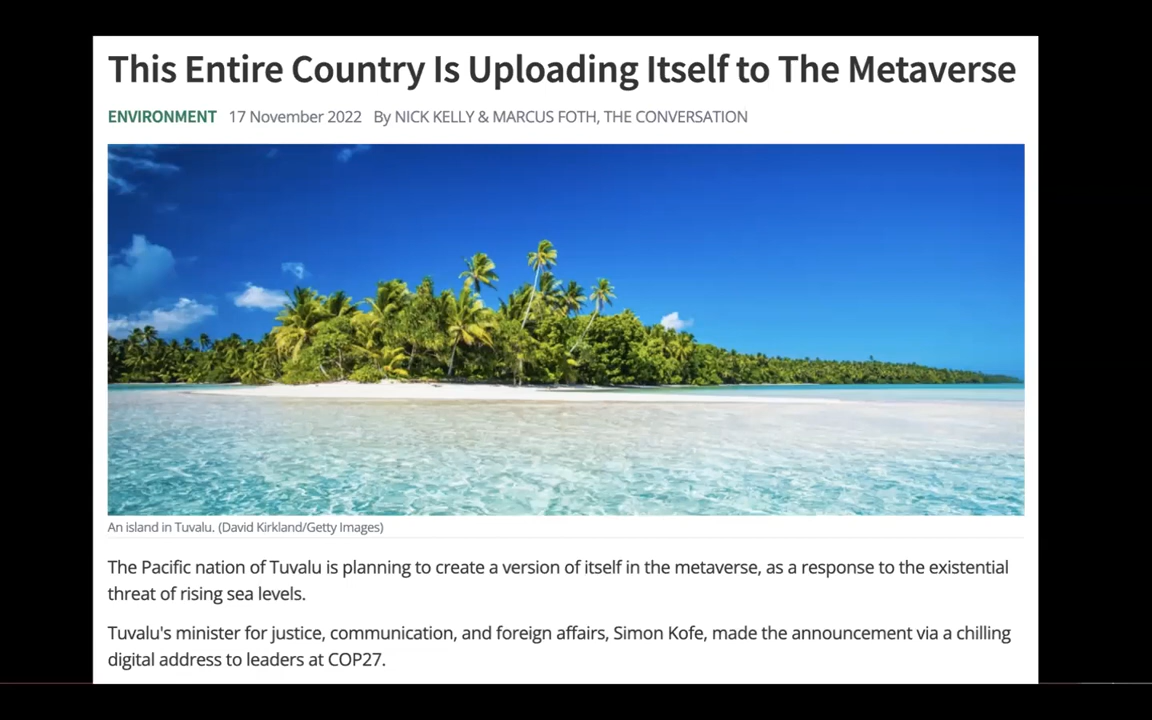 This Entire Country Is Uploading Itself to The Metaverse
ENVIRONMENT 17 November 2022 By NICK KELLY & MARCUS FOTH, THE CONVERSATION
An island in Tuvalu. (David Kirkland/Getty Images)
The Pacific nation of Tuvalu is planning to create a version of itself in the metaverse, as a response to the existential
threat of rising sea levels.
Tuvalu's minister for justice, communication, and foreign affairs, Simon Kofe, made the announcement via a chilling
digital address to leaders at COP27.